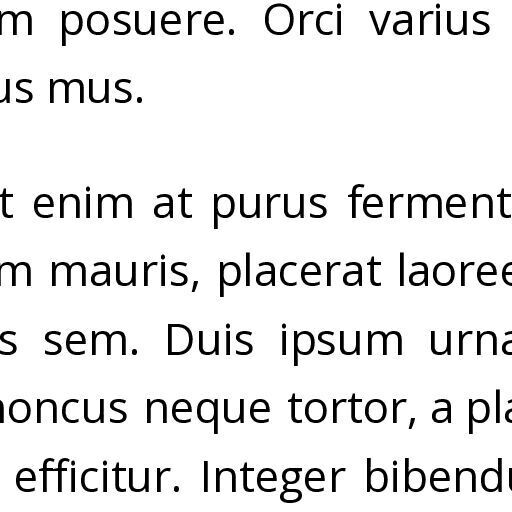 m posuere. Orci varius
us mus.
t enim at purus ferment
m mauris, placerat laoree
s sem. Duis ipsum urna
honcus neque tortor, a pla
efficitur. Integer bibendu